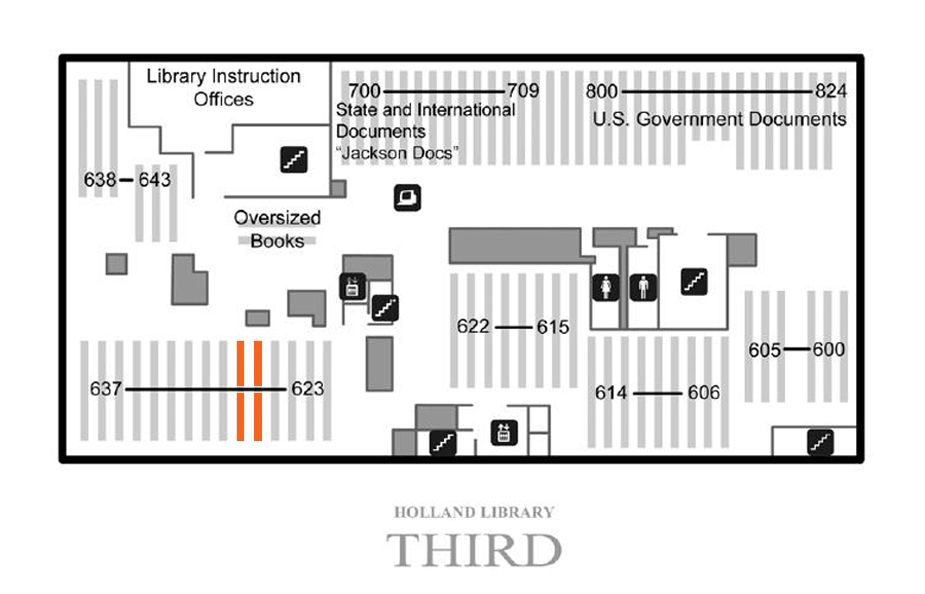 Library Instruction
Offices
700 709
State and International
Documents
“Jackson Docs”
800 824
U.S. Government Documents
638 643
Oversized
Books
622 615
605 600
637 623
614 606
HOLLAND LIBRARY
THIRD